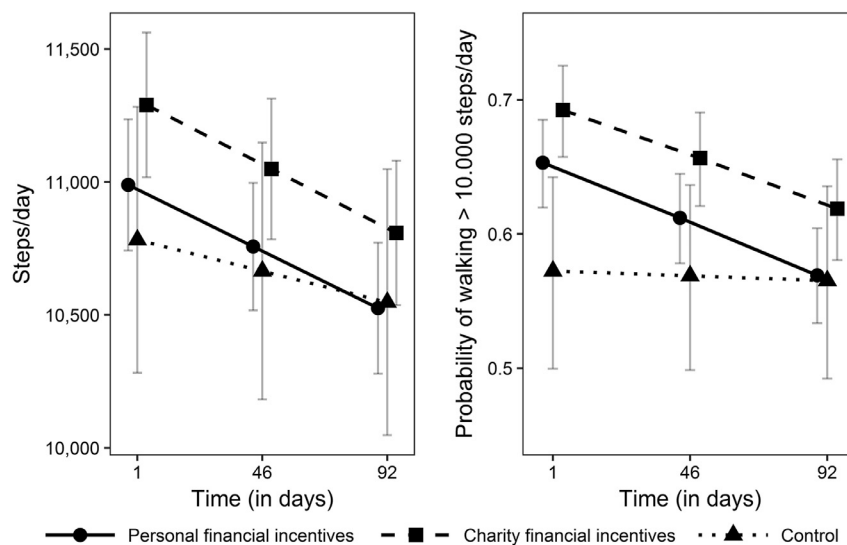 Steps/day
11,500
11,000
10,500
10,000
1 46 92
Time (in days)
Probability of walking > 10.000 steps/day
0.7
0.6
0.5
1 46 92
Time (in days)
Personal financial incentives Charity financial incentives Control